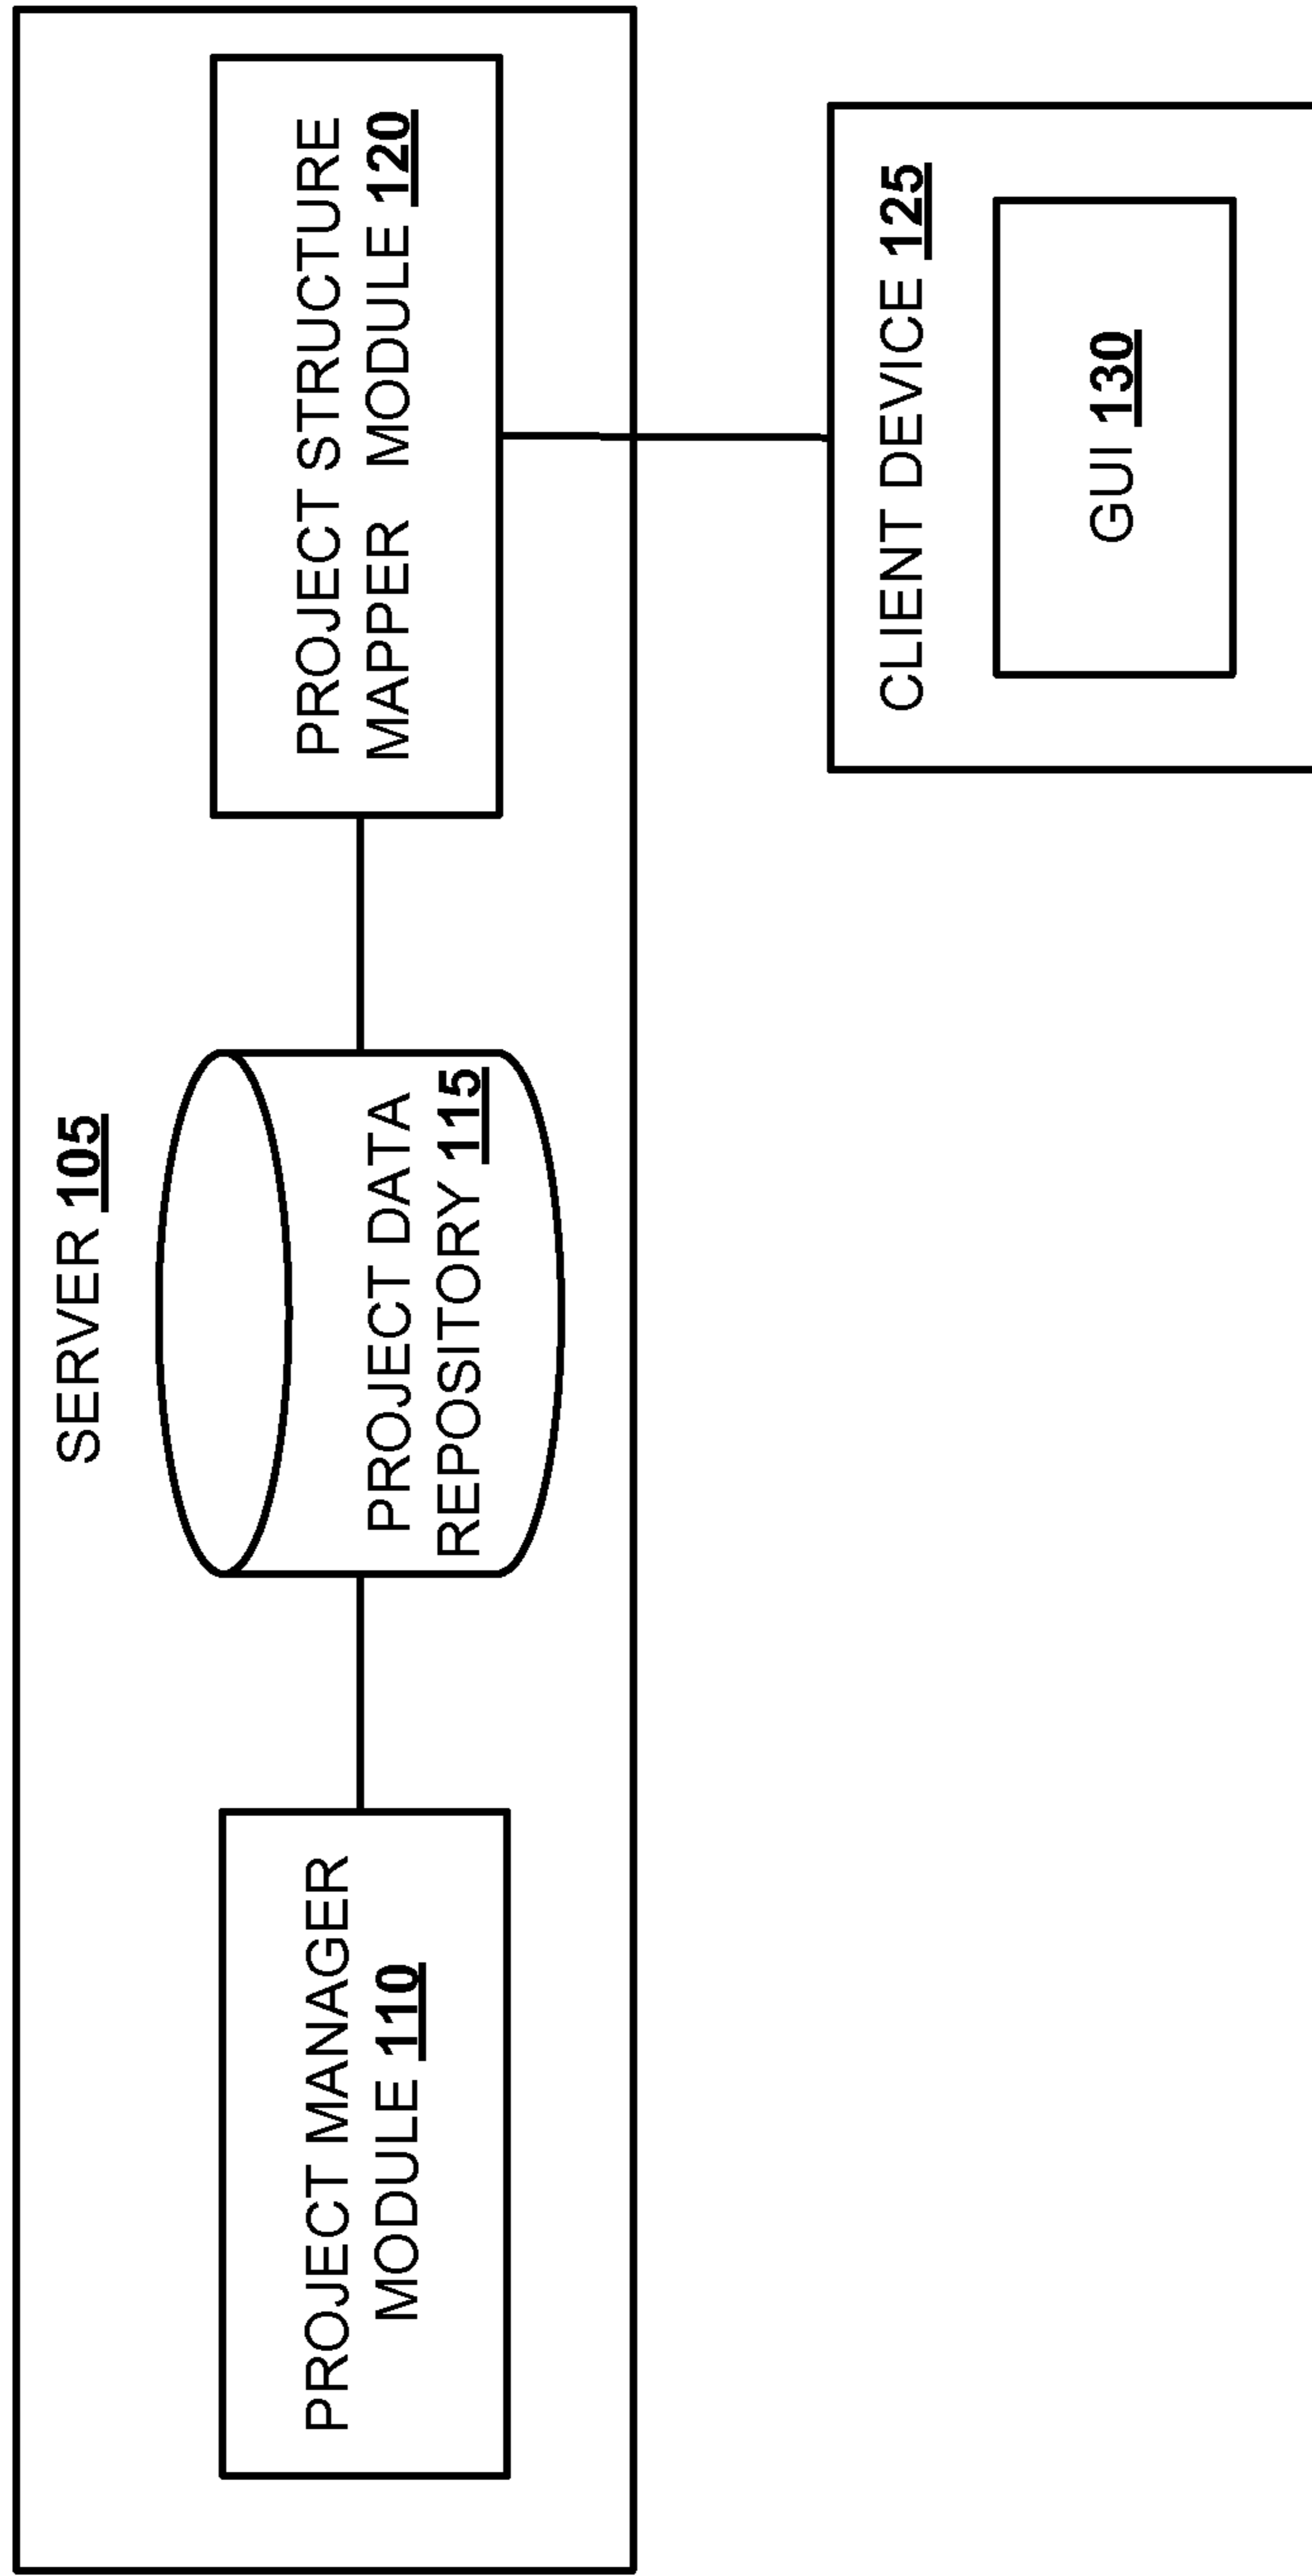 SERVER 105
PROJECT MANAGER
MODULE 110
PROJECT DATA
REPOSITORY 115
PROJECT STRUCTURE
MAPPER MODULE 120
CLIENT DEVICE 125
GUI 130